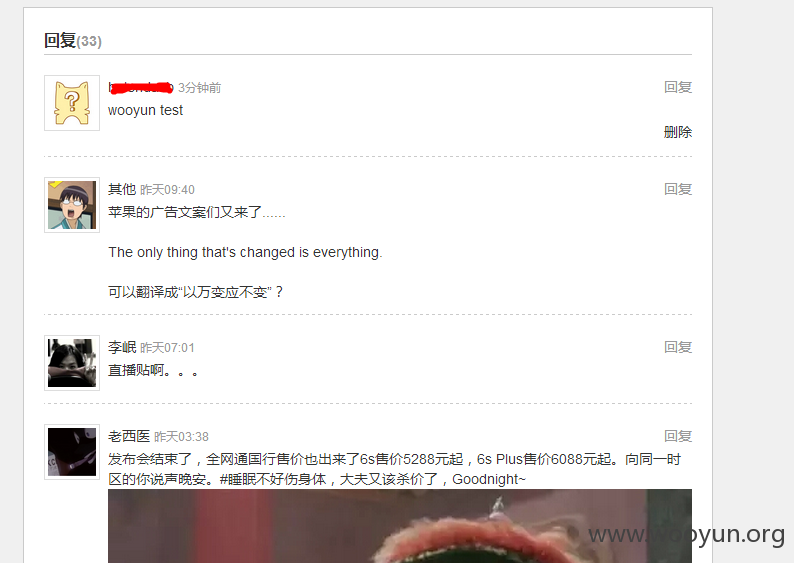 回复(33)
3分钟前
回复
wooyun test
删除
其他 昨天09:40
回复
苹果的广告文案们又来了......
The only thing that's changed is everything.
可以翻译成“以万变应不变”？
李岷 昨天07:01
回复
直播贴啊。。。
老西医 昨天03:38
回复
发布会结束了，全网通国行售价也出来了6s售价5288元起，6s Plus售价6088元起。向同一时
区的你说声晚安。#睡眠不好伤身体，大夫又该杀价了，Goodnight~
www.wooyun.org